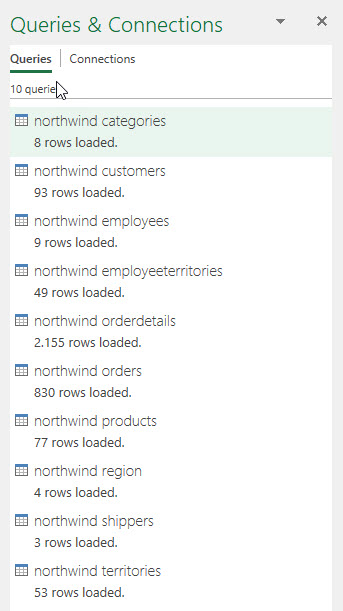 Queries & Connections
Queries | Connections
10 querie
northwind categories
8 rows loaded.
northwind customers
93 rows loaded.
northwind employees
9 rows loaded.
northwind employeeterritories
49 rows loaded.
northwind orderdetails
2.155 rows loaded.
northwind orders
830 rows loaded.
northwind products
77 rows loaded.
northwind region
4 rows loaded.
northwind shippers
3 rows loaded.
northwind territories
53 rows loaded.